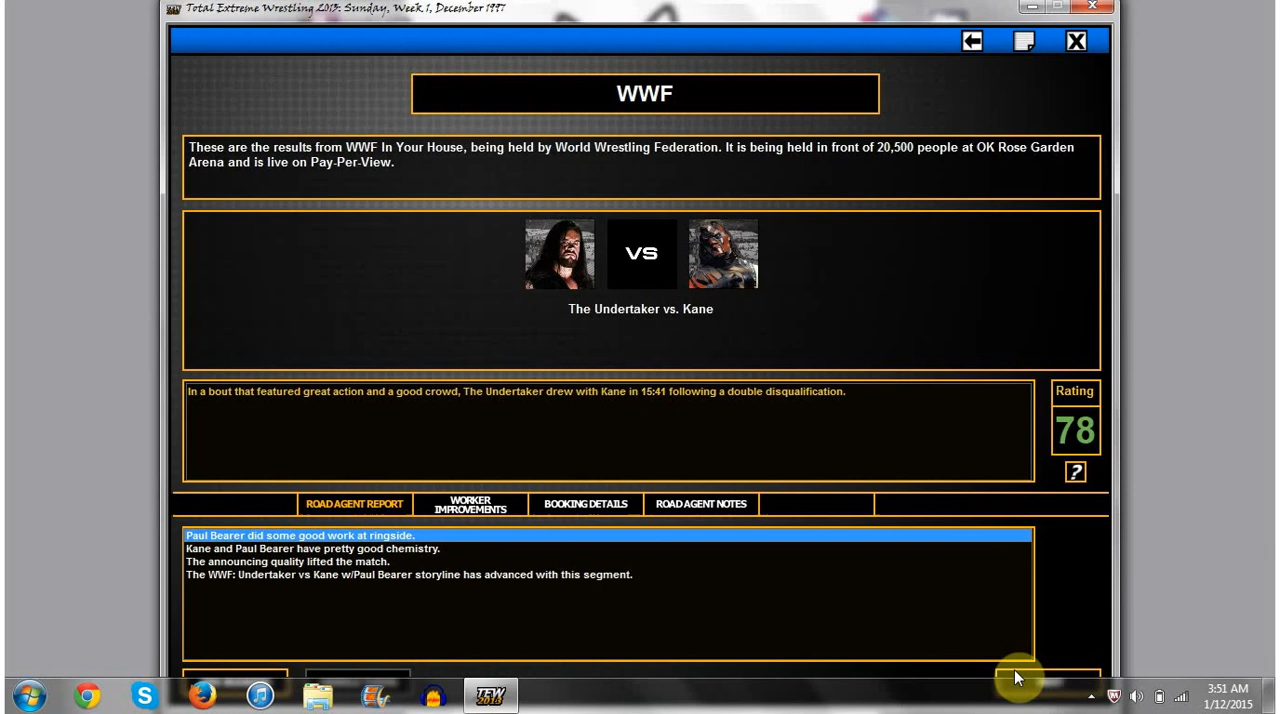 Total Extreme Wrestling 2013: Sunday, Week 1, December 1997
WWF
These are the results from WWF In Your House, being held by World Wrestling Federation. It is being held in front of 20,500 people at OK Rose Garden
Arena and is live on Pay-Per-View.
VS
The Undertaker vs. Kane
In a bout that featured great action and a good crowd, The Undertaker drew with Kane in 15:41 following a double disqualification.
Rating
78
?
ROAD AGENT REPORT
WORKER
IMPROVEMENTS
BOOKING DETAILS
ROAD AGENT NOTES
Paul Bearer did some good work at ringside.
Kane and Paul Bearer have pretty good chemistry.
The announcing quality lifted the match.
The WWF: Undertaker vs Kane w/Paul Bearer storyline has advanced with this segment.
TEW
2013
3:51 AM
1/12/2015